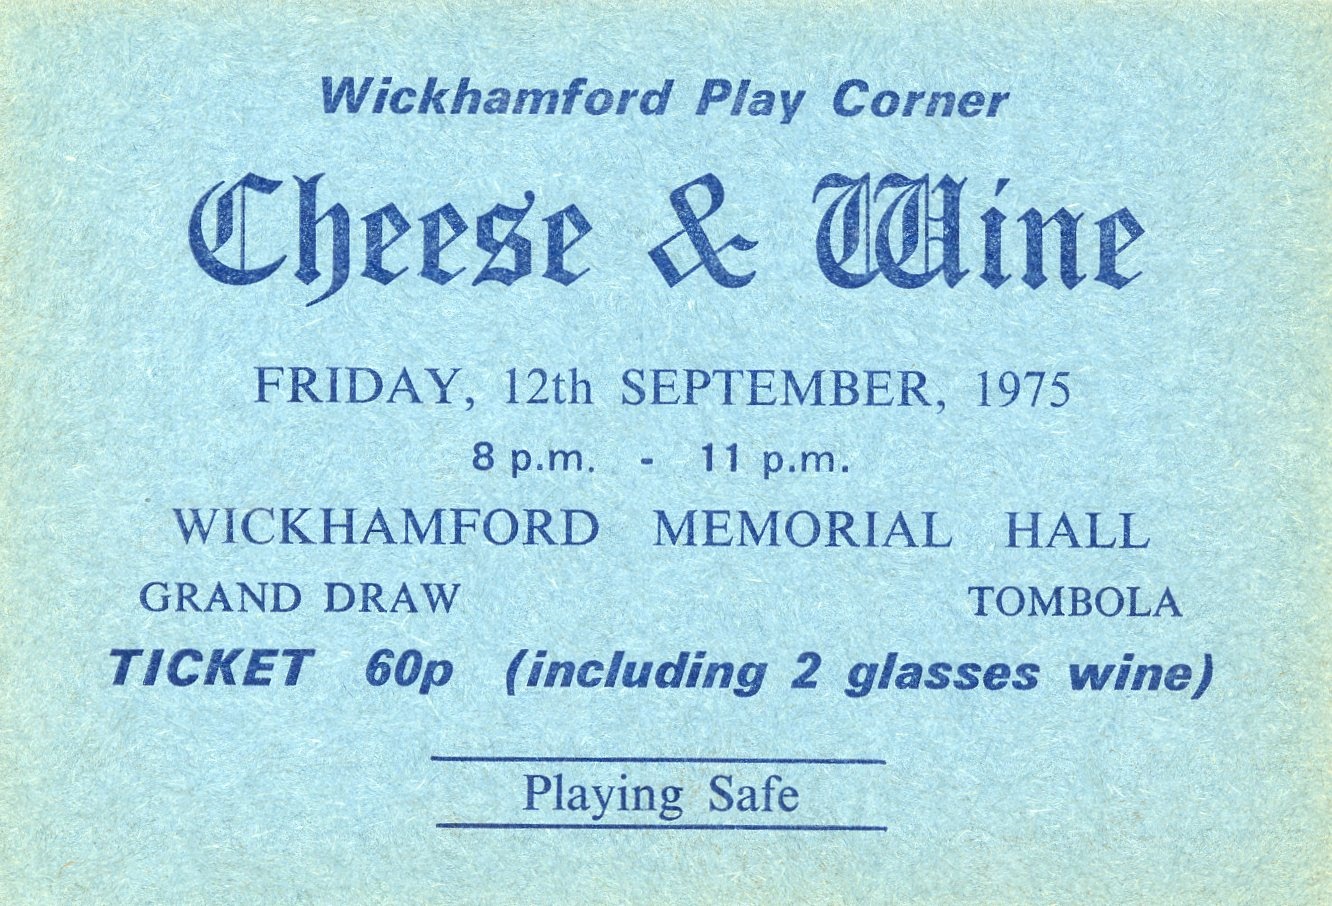 Wickhamford Play Corner
Cheese & Wine
FRIDAY, 12th SEPTEMBER, 1975
8 p.m. - 11 p.m.
WICKHAMFORD MEMORIAL HALL
GRAND DRAW TOMBOLA
TICKET 60p (including 2 glasses wine)
Playing Safe